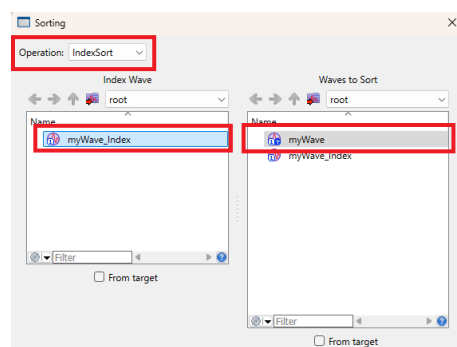 Sorting
Operation: IndexSort
Index Wave
Waves to Sort
root
root
Name
Name
myWave_Index
myWave
myWave_Index
Filter
From target
Filter
From target